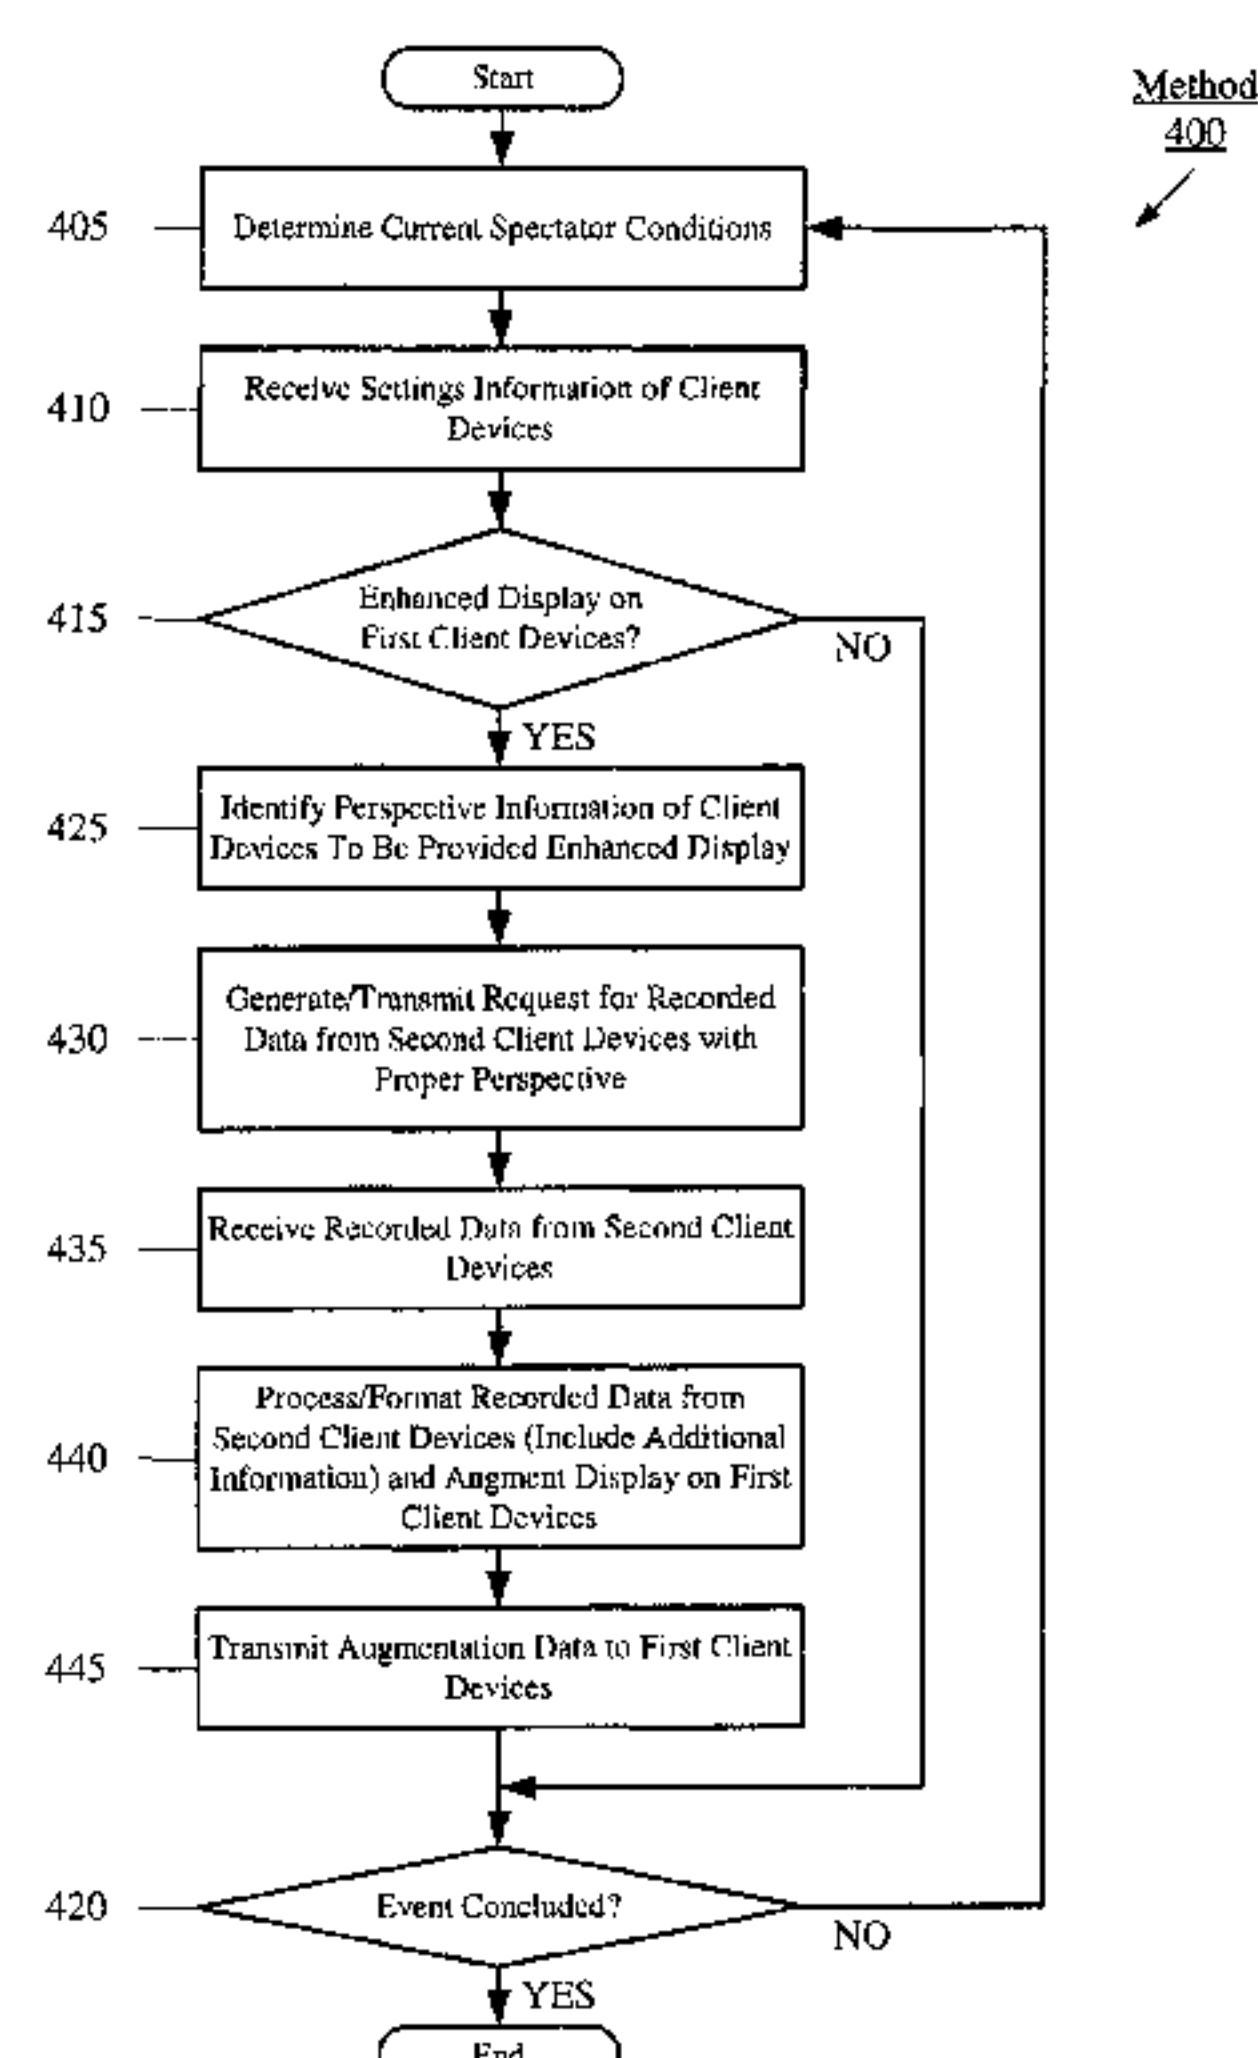 Start
Method
400
405
Determine Current Spectator Conditions
410
Receive Settings Information of Client
Devices
415
Enhanced Display on
First Client Devices?
NO
YES
425
Identify Perspective Information of Client
Devices To Be Provided Enhanced Display
430
Generate/Transmit Request for Recorded
Data from Second Client Devices with
Proper Perspective
435
Receive Recorded Data from Second Client
Devices
440
Process/Format Recorded Data from
Second Client Devices (Include Additional
Information) and Augment Display on First
Client Devices
445
Transmit Augmentation Data to First Client
Devices
420
Event Concluded?
NO
YES
End